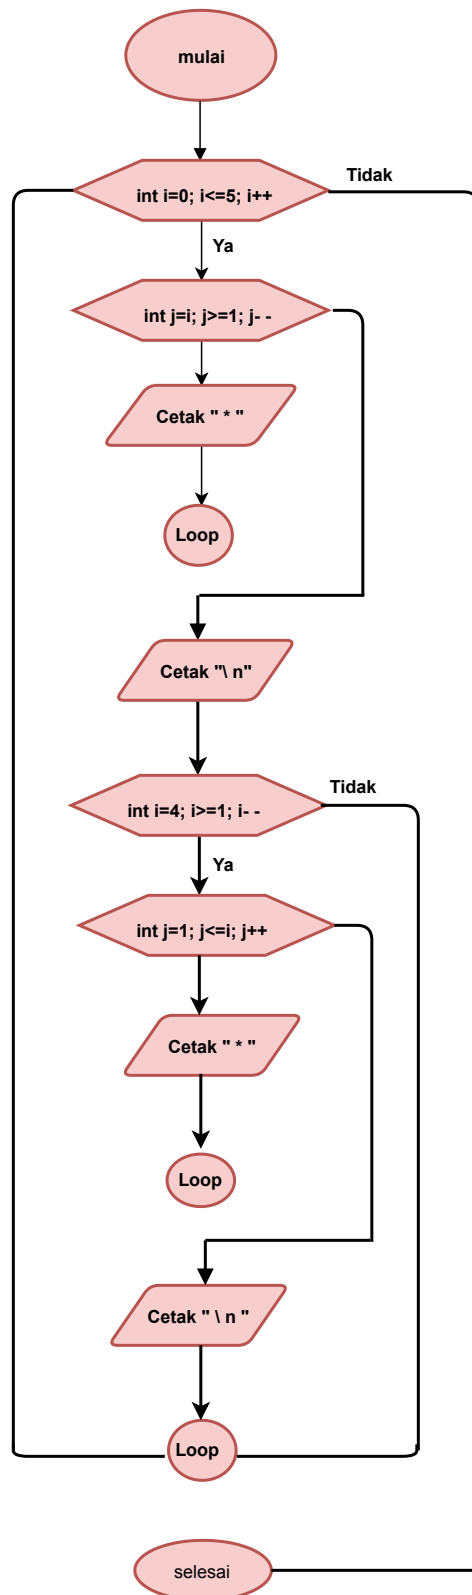 mulai
Tidak
int i=0; i<=5; i++
Ya
int j=i; j>=1; j- -
Cetak " * "
Loop
Cetak "\ n"
Tidak
int i=4; i>=1; i- -
Ya
int j=1; j<=i; j++
Cetak " * "
Loop
Cetak " \ n "
Loop
selesai